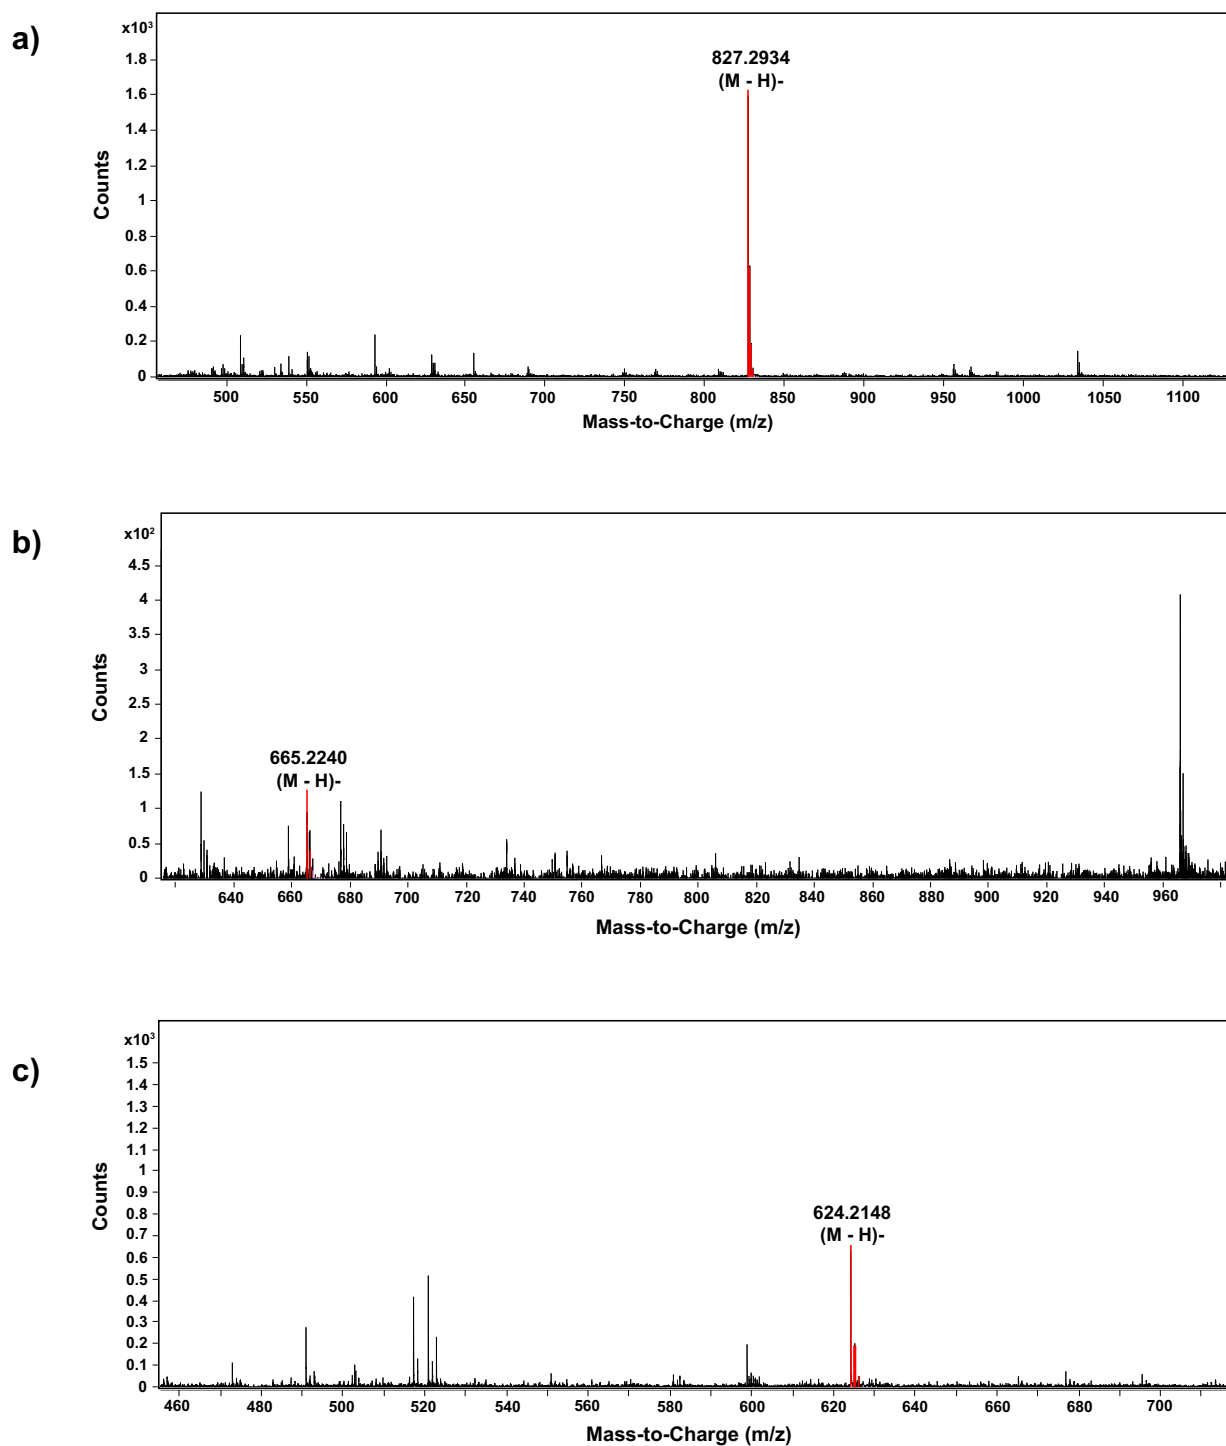 a)
x10³
827.2934
(M - H)-
1.8
1.6
1.4
1.2
1
0.8
0.6
0.4
0.2
0
Counts
500 550 600 650 700 750 800 850 900 950 1000 1050 1100
Mass-to-Charge (m/z)
b)
x10²
4.5
4
3.5
3
2.5
2
1.5
1
0.5
0
Counts
665.2240
(M - H)-
640 660 680 700 720 740 760 780 800 820 840 860 880 900 920 940 960
Mass-to-Charge (m/z)
c)
x10³
1.5
1.4
1.3
1.2
1.1
1
0.9
0.8
0.7
0.6
0.5
0.4
0.3
0.2
0.1
0
Counts
624.2148
(M - H)-
460 480 500 520 540 560 580 600 620 640 660 680 700
Mass-to-Charge (m/z)